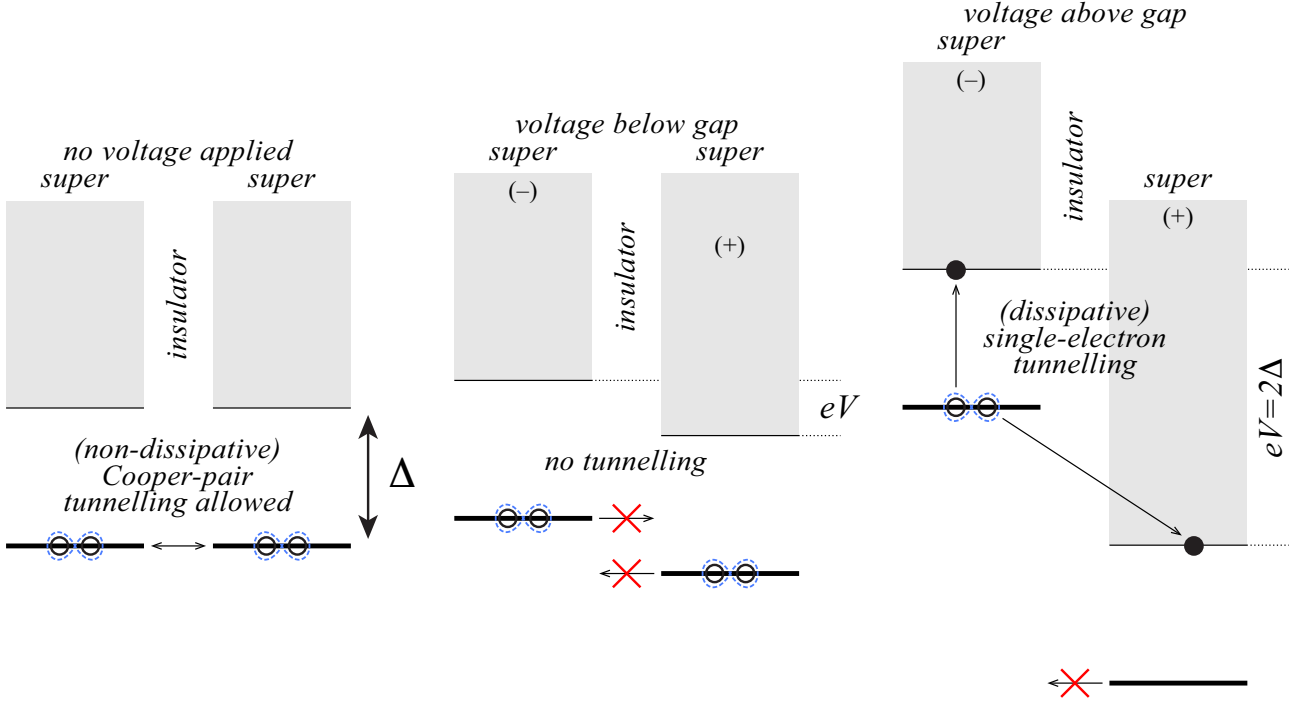 no voltage applied
super
super
insulator
(non-dissipative)
Cooper-pair
tunnelling allowed
Δ
voltage below gap
super
super
(–)
(+)
insulator
eV
no tunnelling
voltage above gap
super
(–)
insulator
super
(+)
(dissipative)
single-electron
tunnelling
eV=2Δ